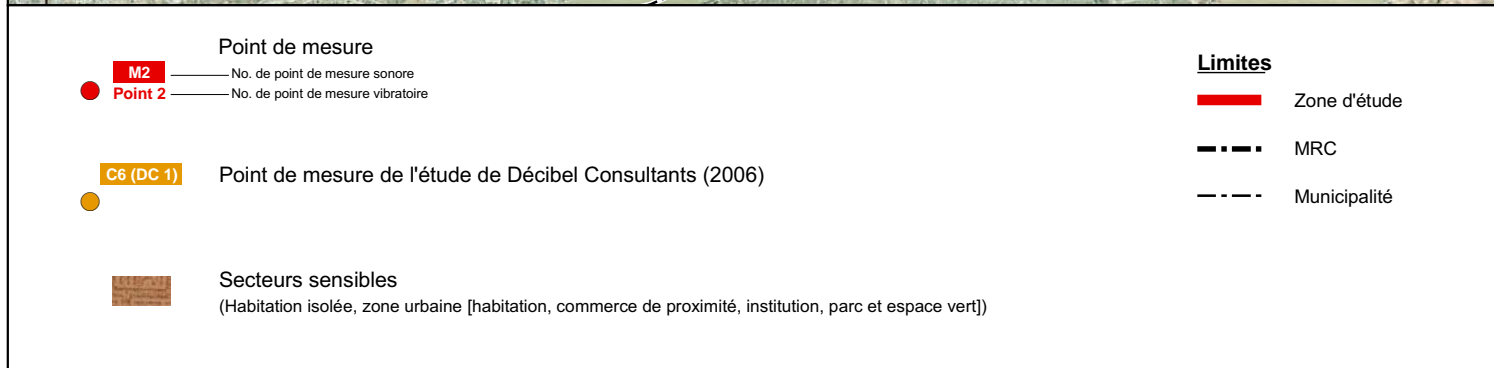 Point de mesure
M2
No. de point de mesure sonore
Point 2
No. de point de mesure vibratoire
C6 (DC 1)
Point de mesure de l'étude de Décibel Consultants (2006)
Secteurs sensibles
(Habitation isolée, zone urbaine [habitation, commerce de proximité, institution, parc et espace vert])
Limites
Zone d'étude
MRC
Municipalité